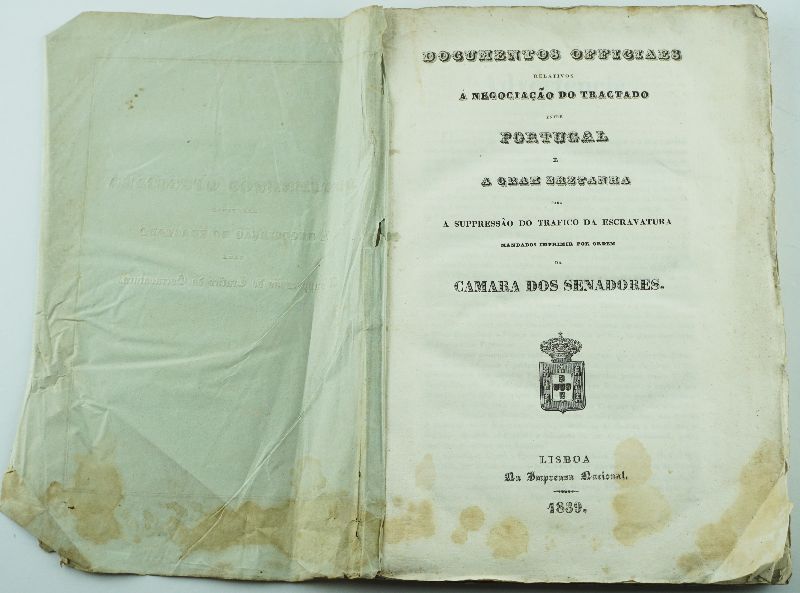 DOCUMENTOS OFFICIAES
RELATIVOS
Á NEGOCIAÇÃO DO TRACTADO
ENTRE
PORTUGAL
E
A GRAM BRETANHA
PARA
A SUPPRESSÃO DO TRAFICO DA ESCRAVATURA
MANDADOS IMPRIMIR POR ORDEM
DA
CAMARA DOS SENADORES.
LISBOA
Na Imprensa Nacional.
1839.